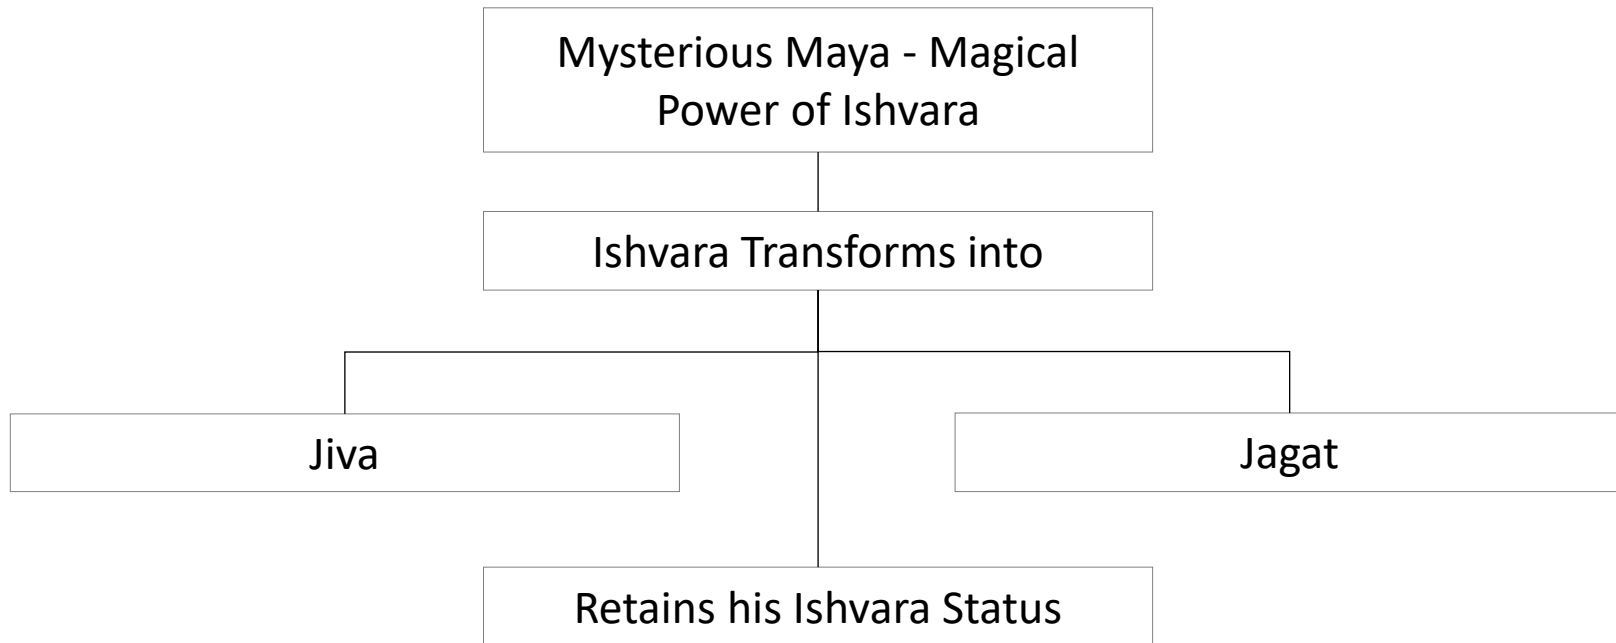 Mysterious Maya - Magical
Power of Ishvara
Ishvara Transforms into
Jiva
Jagat
Retains his Ishvara Status